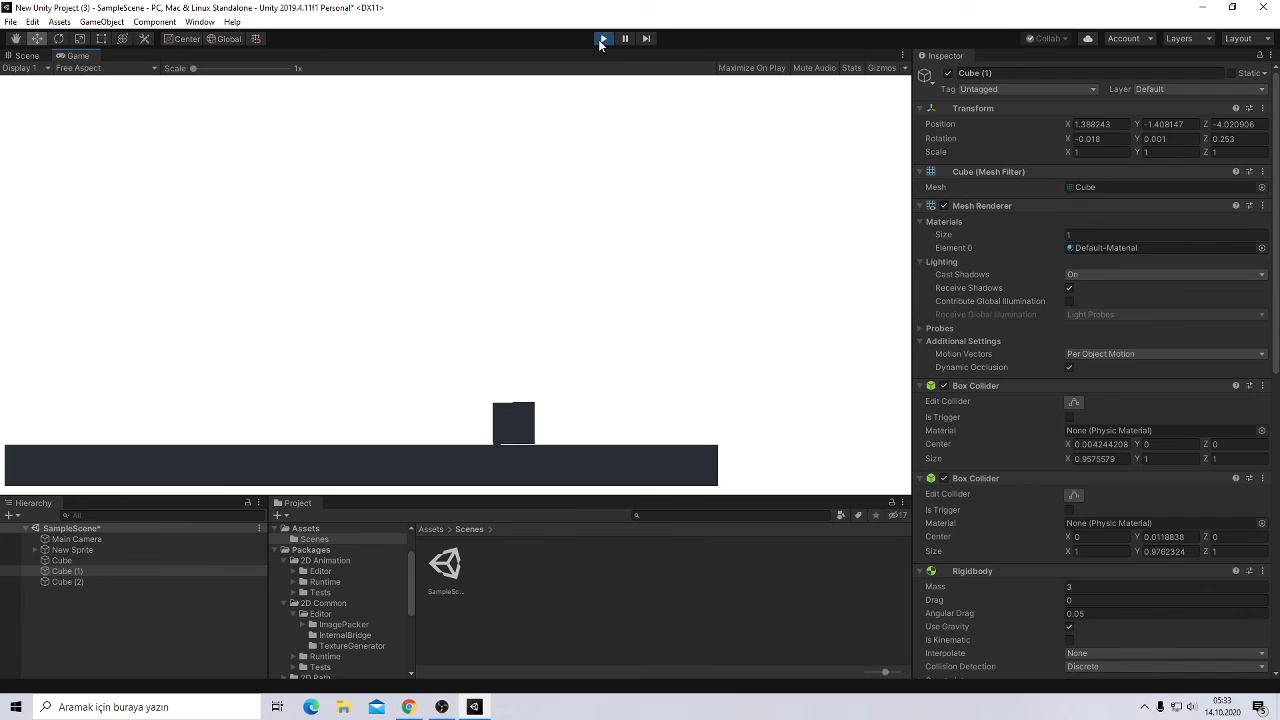 New Unity Project (3) - SampleScene - PC, Mac & Linux Standalone - Unity 2019.4.11f1 Personal* <DX11>
File Edit Assets GameObject Component Window Help
Center Global Collab Account Layers Layout
Scene Game
Display 1 Free Aspect Scale 1x Maximize On Play Mute Audio Stats Gizmos
Inspector
Cube (1) Static
Tag Untagged Layer Default
Transform
Position X 1.388243 Y -1.408147 Z -4.020906
Rotation X -0.018 Y 0.001 Z 0.253
Scale X 1 Y 1 Z 1
Cube (Mesh Filter)
Mesh Cube
Mesh Renderer
Materials
Size 1
Element 0 Default-Material
Lighting
Cast Shadows On
Receive Shadows
Contribute Global Illumination
Receive Global Illumination Light Probes
Probes
Additional Settings
Motion Vectors Per Object Motion
Dynamic Occlusion
Box Collider
Edit Collider
Is Trigger
Material None (Physic Material)
Center X 0.004244208 Y 0 Z 0
Size X 0.9575579 Y 1 Z 1
Box Collider
Edit Collider
Is Trigger
Material None (Physic Material)
Center X 0 Y 0.0118838 Z 0
Size X 1 Y 0.9762324 Z 1
Rigidbody
Mass 3
Drag 0
Angular Drag 0.05
Use Gravity
Is Kinematic
Interpolate None
Collision Detection Discrete
Hierarchy
All
SampleScene*
Main Camera
New Sprite
Cube
Cube (1)
Cube (2)
Project
17
Assets
Scenes
Packages
2D Animation
Editor
Runtime
Tests
2D Common
Editor
ImagePacker
InternalBridge
TextureGenerator
Runtime
Tests
2D Path
Assets Scenes
SampleSc...
Aramak için buraya yazın
05:33
14.10.2020
5